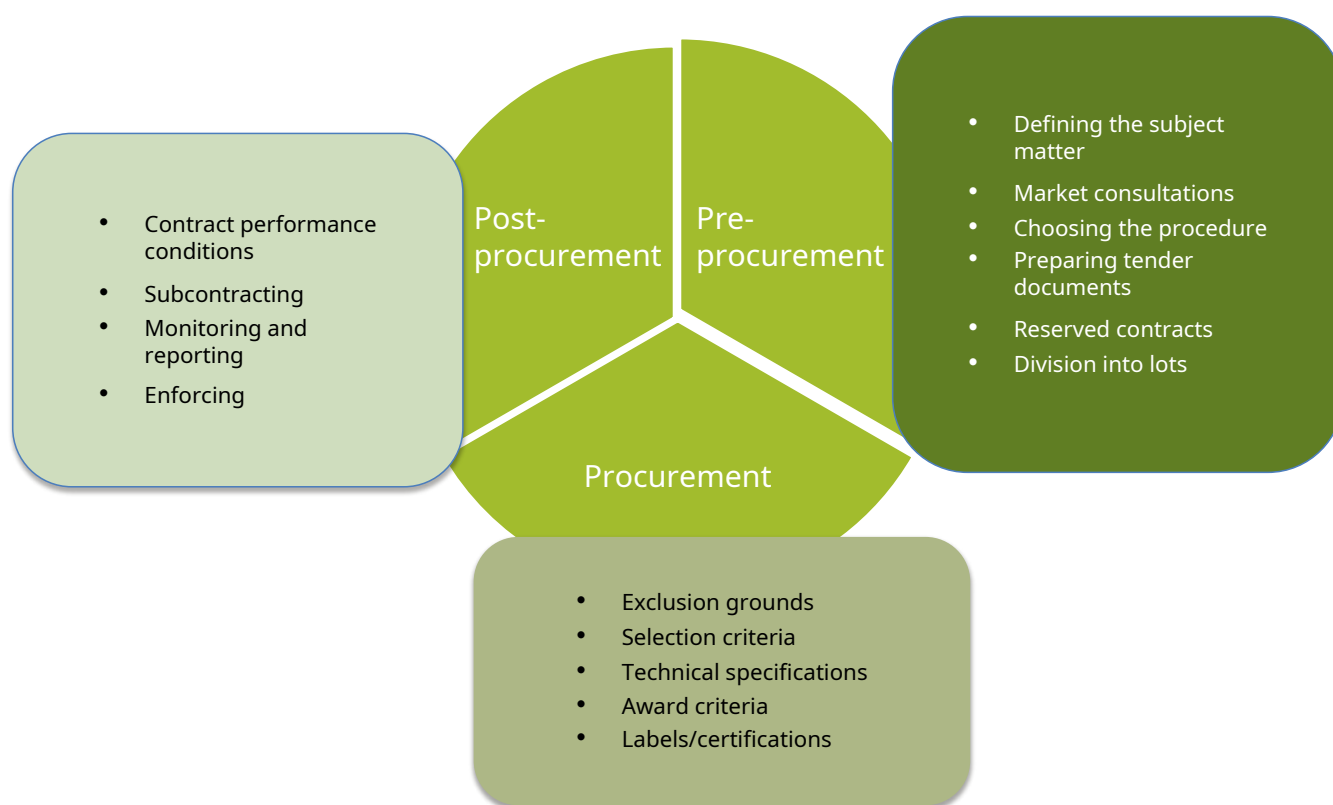 Post-
procurement
Pre-
procurement
Procurement
• Contract performance
conditions
• Subcontracting
• Monitoring and
reporting
• Enforcing
• Defining the subject
matter
• Market consultations
• Choosing the procedure
• Preparing tender
documents
• Reserved contracts
• Division into lots
• Exclusion grounds
• Selection criteria
• Technical specifications
• Award criteria
• Labels/certifications